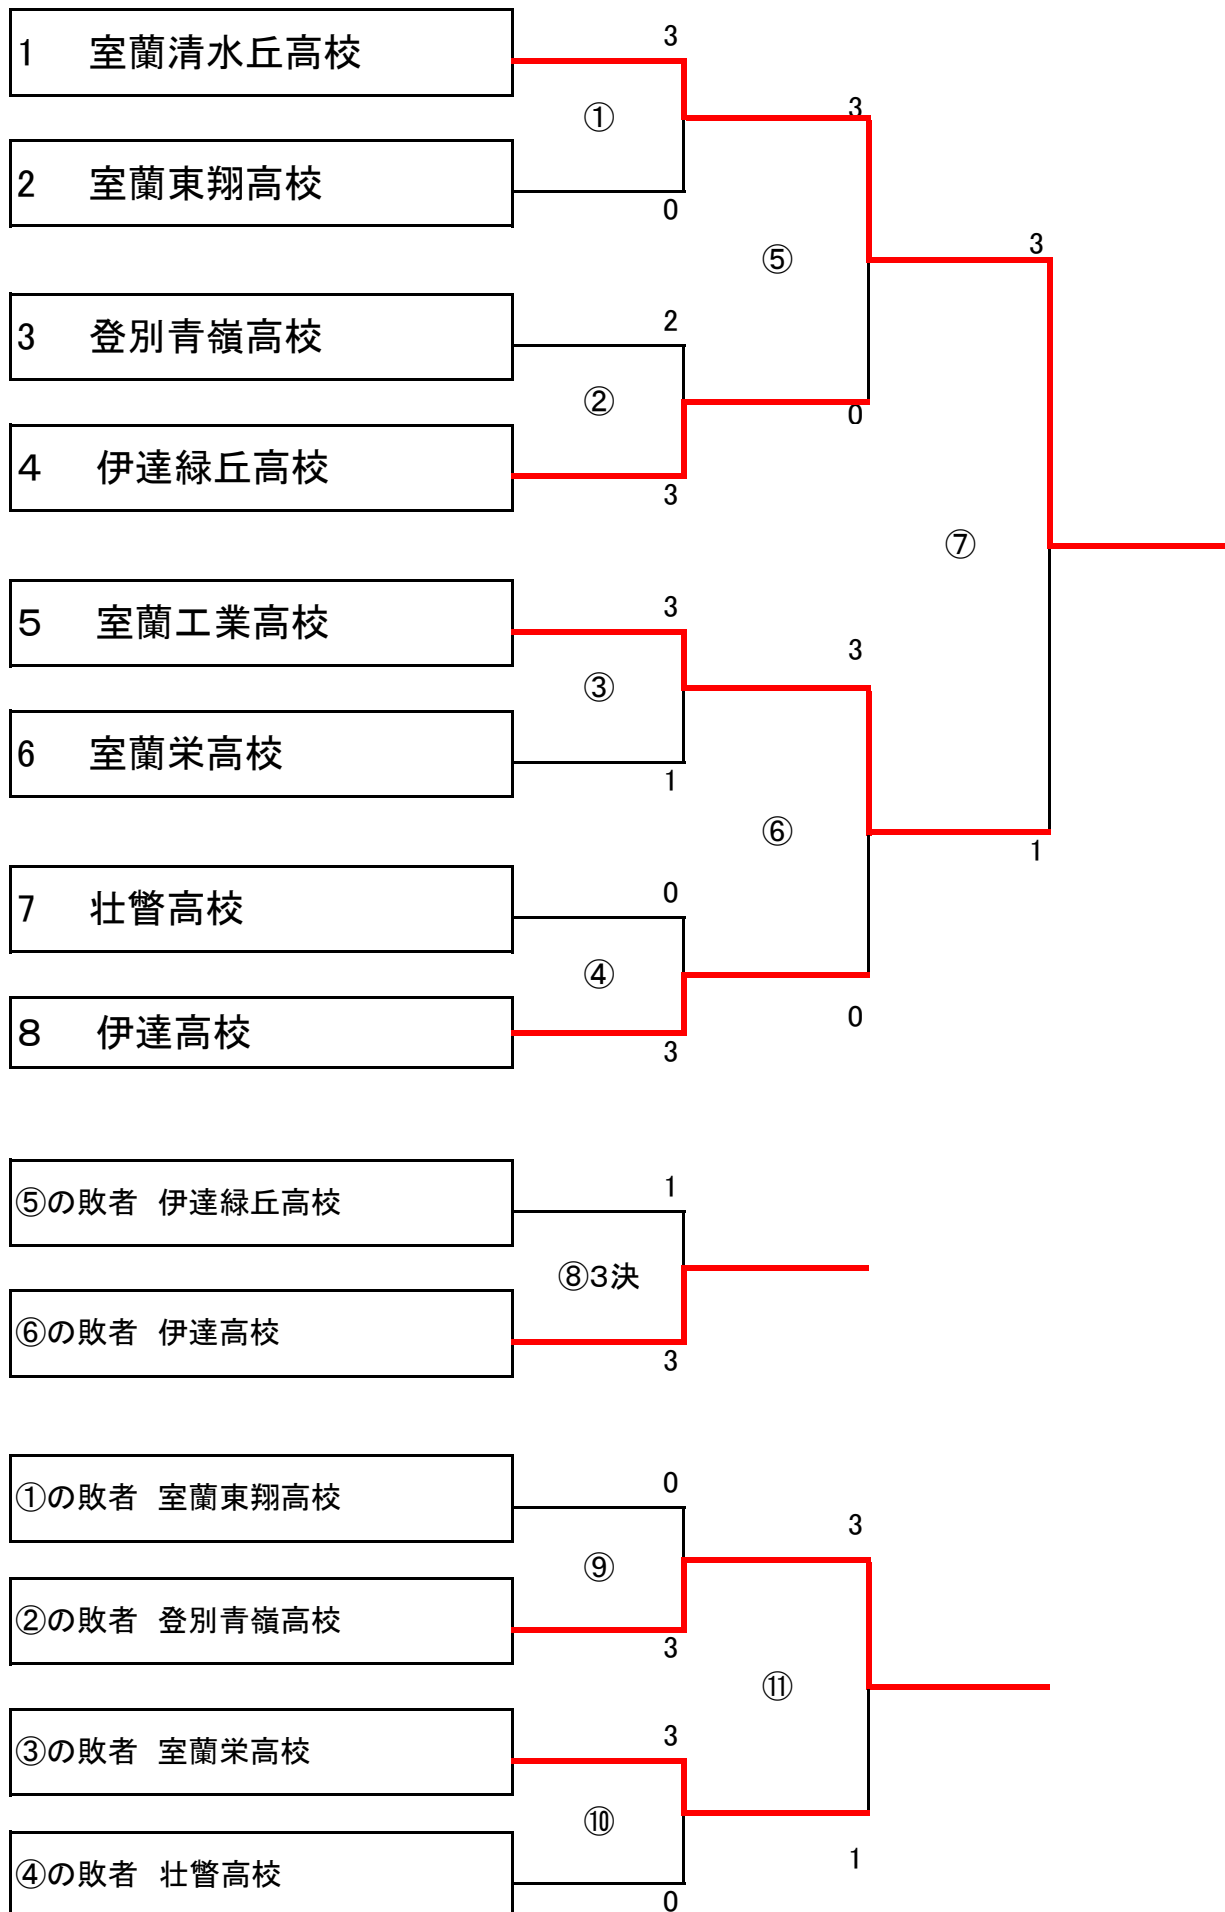 1 室蘭清水丘高校
3
①
3
2 室蘭東翔高校
0
⑤
3
3 登別青嶺高校
2
②
0
4 伊達緑丘高校
3
⑦
5 室蘭工業高校
3
3
③
6 室蘭栄高校
1
⑥
1
7 壮瞥高校
0
④
8 伊達高校
0
3
⑤の敗者 伊達緑丘高校
1
⑧3決
⑥の敗者 伊達高校
3
①の敗者 室蘭東翔高校
0
3
⑨
②の敗者 登別青嶺高校
3
⑪
③の敗者 室蘭栄高校
3
⑩
1
④の敗者 壮瞥高校
0